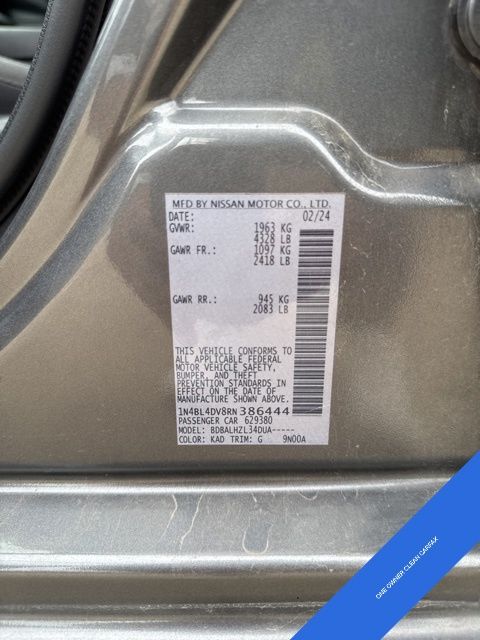 MFD BY NISSAN MOTOR CO., LTD.
DATE: 02/24
GVWR: 1963 KG
4328 LB
GAWR FR.: 1097 KG
2418 LB
GAWR RR.: 945 KG
2083 LB
THIS VEHICLE CONFORMS TO
ALL APPLICABLE FEDERAL
MOTOR VEHICLE SAFETY,
BUMPER, AND THEFT
PREVENTION STANDARDS IN
EFFECT ON THE DATE OF
MANUFACTURE SHOWN ABOVE.
1N4BL4DV8RN386444
PASSENGER CAR 629380
MODEL: BDBALHZL34DUA-----
COLOR: KAD TRIM: G 9N00A
ONE OWNER CLEAN CARFAX